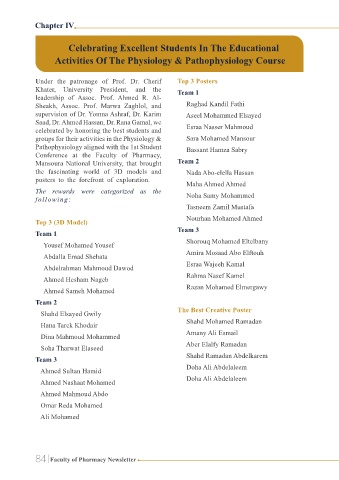 Chapter IV
Celebrating Excellent Students In The Educational
Activities Of The Physiology & Pathophysiology Course
Under the patronage of Prof. Dr. Cherif
Khater, University President, and the
leadership of Assoc. Prof. Ahmed R. Al-
Sheakh, Assoc. Prof. Marwa Zaghlol, and
supervision of Dr. Yomna Ashraf, Dr. Karim
Saad, Dr. Ahmed Hassan, Dr. Rana Gamal, we
celebrated by honoring the best students and
groups for their activities in the Physiology &
Pathophysiology aligned with the 1st Student
Conference at the Faculty of Pharmacy,
Mansoura National University, that brought
the fascinating world of 3D models and
posters to the forefront of exploration.
The rewards were categorized as the
following:
Top 3 (3D Model)
Team 1
Yousef Mohamed Yousef
Abdalla Emad Shehata
Abdelrahman Mahmoud Dawod
Ahmed Hesham Nageb
Ahmed Sameh Mohamed
Team 2
Shahd Elsayed Gwily
Hana Tarek Khodair
Dina Mahmoud Mohammed
Soha Tharwat Elaseed
Team 3
Ahmed Sultan Hamid
Ahmed Nashaat Mohamed
Ahmed Mahmoud Abdo
Omar Reda Mohamed
Ali Mohamed
Top 3 Posters
Team 1
Raghad Kandil Fathi
Aseel Mohammed Elsayed
Esraa Nasser Mahmoud
Sara Mohamed Mansour
Bassant Hamza Sabry
Team 2
Nada Abo-elella Hassan
Maha Ahmed Ahmed
Noha Samy Mohammed
Tasneem Zamil Mustafa
Nourhan Mohamed Ahmed
Team 3
Shorouq Mohamed Eltelbany
Amira Mosaad Abo Elftouh
Esraa Wajeeh Kamal
Rahma Nasef Kamel
Razan Mohamed Elmergawy
The Best Creative Poster
Shahd Mohamed Ramadan
Amany Ali Esmail
Aber Elalfy Ramadan
Shahd Ramadan Abdelkarem
Doha Ali Abdelaleem
Doha Ali Abdelaleem
84 Faculty of Pharmacy Newsletter